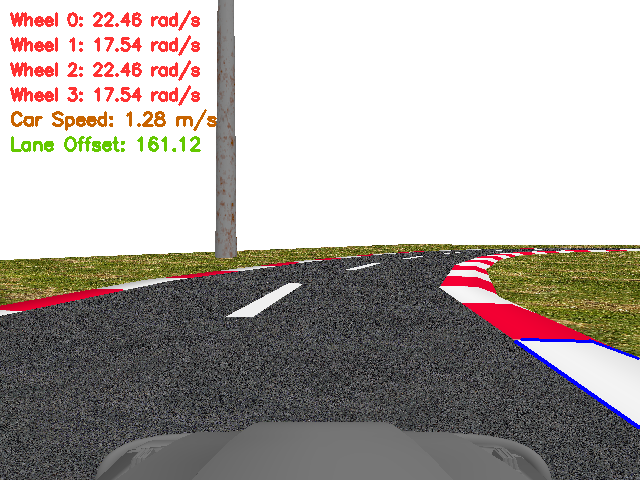 Wheel 0: 22.46 rad/s
Wheel 1: 17.54 rad/s
Wheel 2: 22.46 rad/s
Wheel 3: 17.54 rad/s
Car Speed: 1.28 m/s
Lane Offset: 161.12